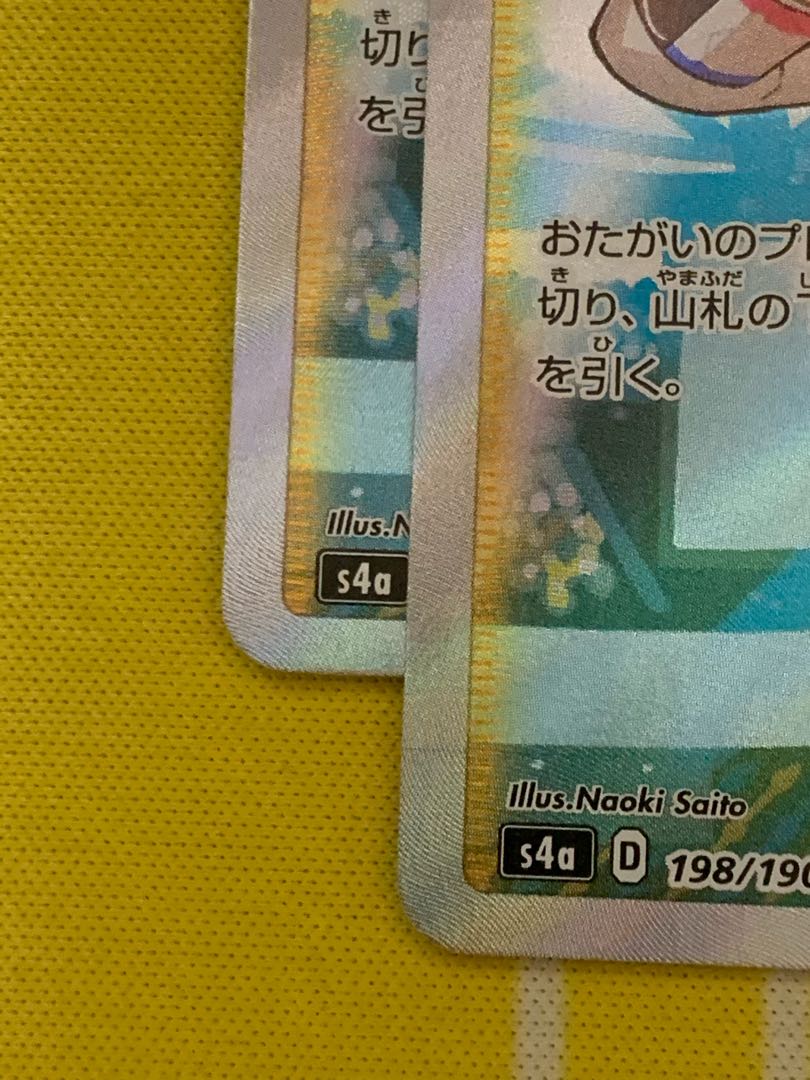 切り
を引
Illus.N
s4a
おたがいのプロ
切り、山札の
を引く。
Illus.Naoki Saito
s4a D 198/190